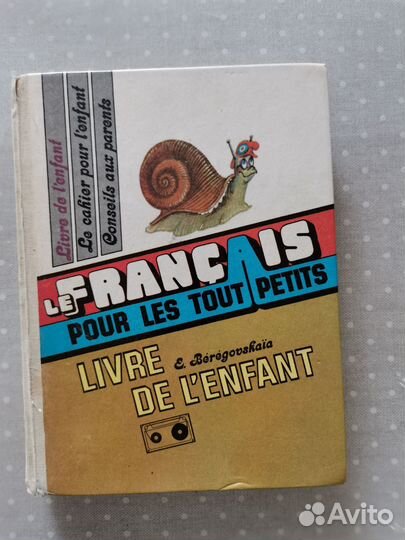 Livre de l'enfant
Le cahier pour l'enfant
Conseils aux parents
LE FRANÇAIS
POUR LES TOUT PETITS
LIVRE
E. Bérégovskaïa
DE L'ENFANT
Avito